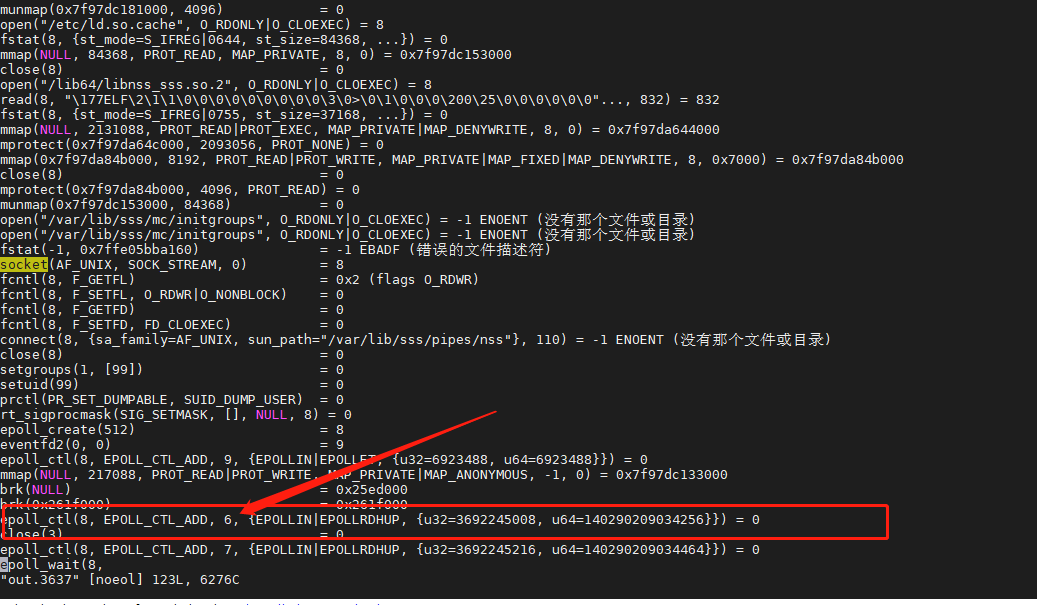 munmap(0x7f97dc181000, 4096)            = 0
open("/etc/ld.so.cache", O_RDONLY|O_CLOEXEC) = 8
fstat(8, {st_mode=S_IFREG|0644, st_size=84368, ...}) = 0
mmap(NULL, 84368, PROT_READ, MAP_PRIVATE, 8, 0) = 0x7f97dc153000
close(8)                                = 0
open("/lib64/libnss_sss.so.2", O_RDONLY|O_CLOEXEC) = 8
read(8, "\177ELF\2\1\1\0\0\0\0\0\0\0\0\0\3\0>\0\1\0\0\0\200\25\0\0\0\0\0\0"..., 832) = 832
fstat(8, {st_mode=S_IFREG|0755, st_size=37168, ...}) = 0
mmap(NULL, 2131088, PROT_READ|PROT_EXEC, MAP_PRIVATE|MAP_DENYWRITE, 8, 0) = 0x7f97da644000
mprotect(0x7f97da64c000, 2093056, PROT_NONE) = 0
mmap(0x7f97da84b000, 8192, PROT_READ|PROT_WRITE, MAP_PRIVATE|MAP_FIXED|MAP_DENYWRITE, 8, 0x7000) = 0x7f97da84b000
close(8)                                = 0
mprotect(0x7f97da84b000, 4096, PROT_READ) = 0
munmap(0x7f97dc153000, 84368)           = 0
open("/var/lib/sss/mc/initgroups", O_RDONLY|O_CLOEXEC) = -1 ENOENT (没有那个文件或目录)
open("/var/lib/sss/mc/initgroups", O_RDONLY|O_CLOEXEC) = -1 ENOENT (没有那个文件或目录)
fstat(-1, 0x7ffe05bba160)               = -1 EBADF (错误的文件描述符)
socket(AF_UNIX, SOCK_STREAM, 0)         = 8
fcntl(8, F_GETFL)                       = 0x2 (flags O_RDWR)
fcntl(8, F_SETFL, O_RDWR|O_NONBLOCK)    = 0
fcntl(8, F_GETFD)                       = 0
fcntl(8, F_SETFD, FD_CLOEXEC)           = 0
connect(8, {sa_family=AF_UNIX, sun_path="/var/lib/sss/pipes/nss"}, 110) = -1 ENOENT (没有那个文件或目录)
close(8)                                = 0
setgroups(1, [99])                      = 0
setuid(99)                              = 0
prctl(PR_SET_DUMPABLE, SUID_DUMP_USER)  = 0
rt_sigprocmask(SIG_SETMASK, [], NULL, 8) = 0
epoll_create(512)                       = 8
eventfd2(0, 0)                          = 9
epoll_ctl(8, EPOLL_CTL_ADD, 9, {EPOLLIN|EPOLLET, {u32=6923488, u64=6923488}}) = 0
mmap(NULL, 217088, PROT_READ|PROT_WRITE, MAP_PRIVATE|MAP_ANONYMOUS, -1, 0) = 0x7f97dc133000
brk(NULL)                               = 0x25ed000
brk(0x261f000)                          = 0x261f000
epoll_ctl(8, EPOLL_CTL_ADD, 6, {EPOLLIN|EPOLLRDHUP, {u32=3692245008, u64=140290209034256}}) = 0
close(3)                                = 0
epoll_ctl(8, EPOLL_CTL_ADD, 7, {EPOLLIN|EPOLLRDHUP, {u32=3692245216, u64=140290209034464}}) = 0
epoll_wait(8,
"out.3637" [noeol] 123L, 6276C